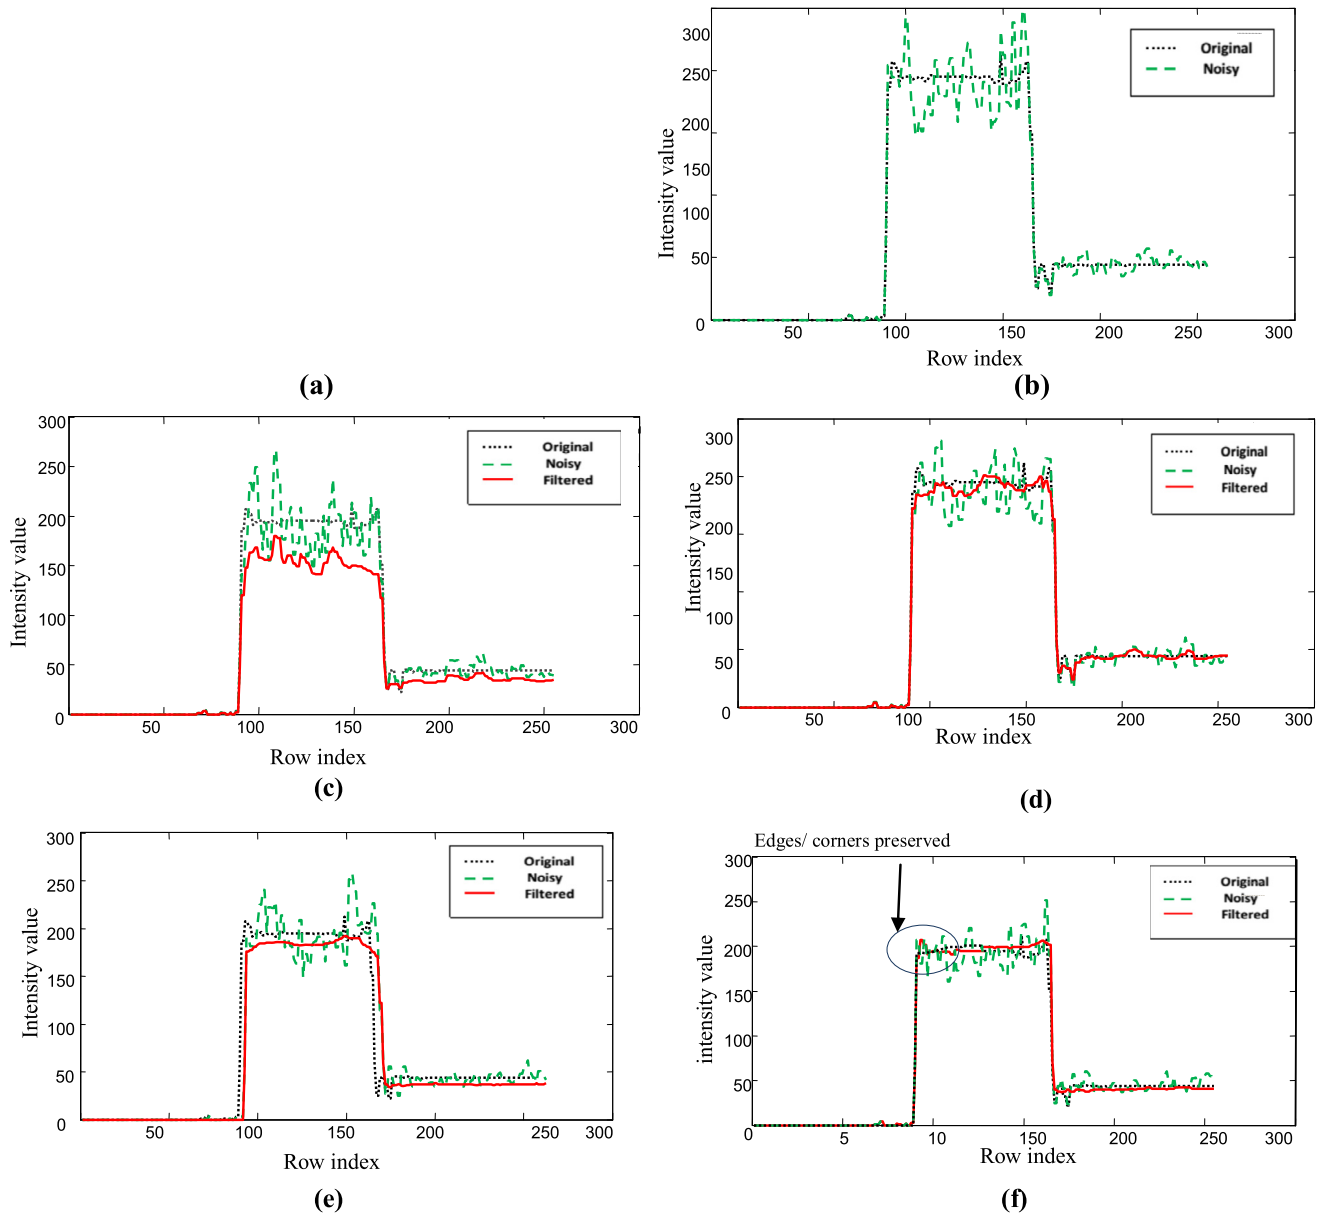 (a)
300
250
200
150
100
50
0
Intensity value
Original
Noisy
50
100
150
200
250
300
Row index
(b)
300
250
200
150
100
50
0
Intensity value
Original
Noisy
Filtered
50
100
150
200
250
300
Row index
(c)
300
250
200
150
100
50
0
Intensity value
Original
Noisy
Filtered
50
100
150
200
250
300
Row index
(d)
300
250
200
150
100
50
0
Intensity value
Original
Noisy
Filtered
50
100
150
200
250
300
Row index
(e)
Edges/ corners preserved
300
250
200
150
100
50
0
intensity value
Original
Noisy
Filtered
5
10
150
200
250
300
Row index
(f)